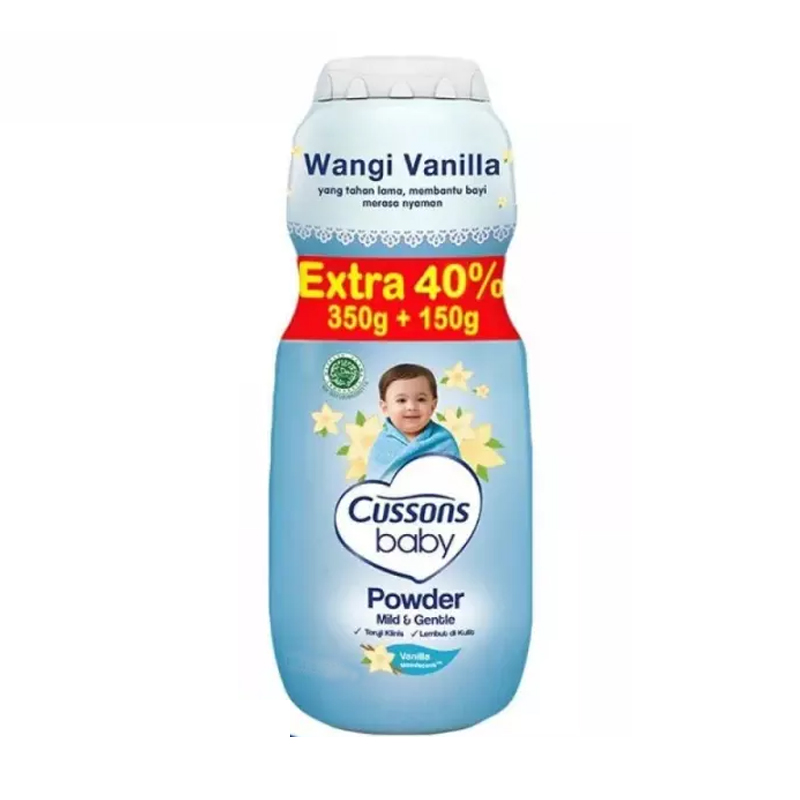 Wangi Vanilla
yang tahan lama, membantu bayi
merasa nyaman
Extra 40%
350g + 150g
Cussons
baby
Powder
Mild & Gentle
✓ Teruji Klinis ✓ Lembut di Kulit
Vanilla